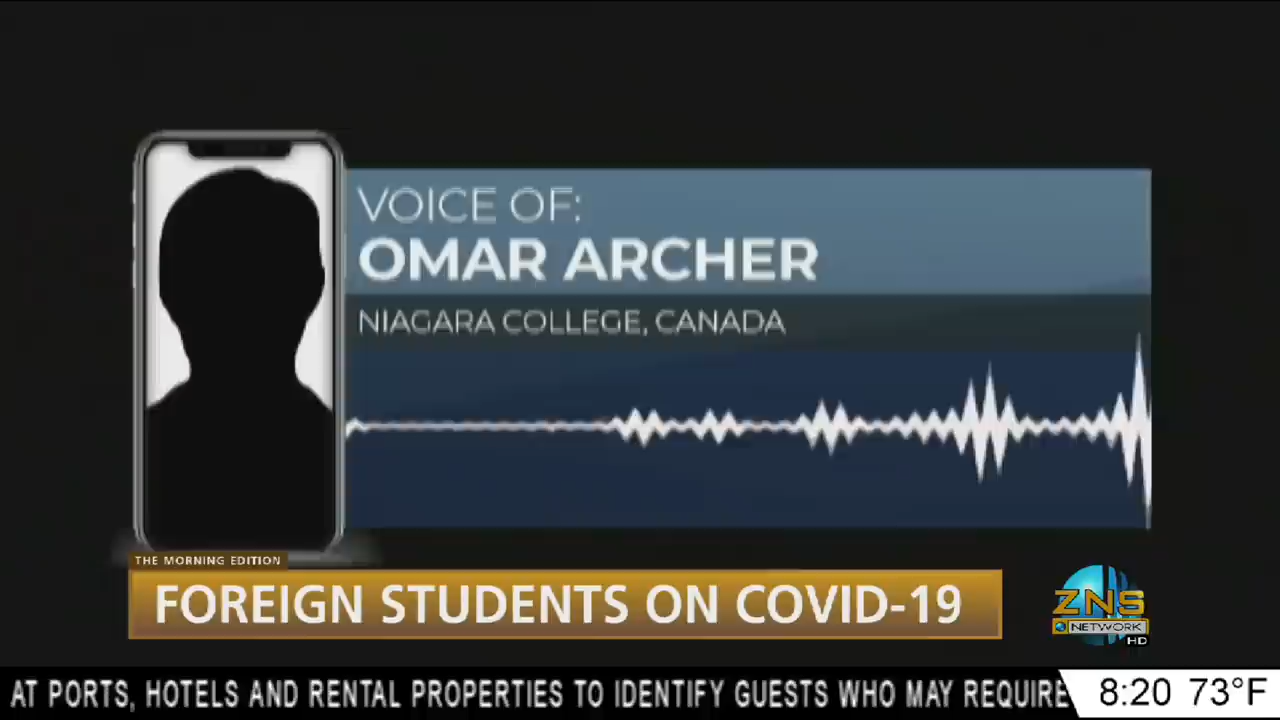 VOICE OF:
OMAR ARCHER
NIAGARA COLLEGE, CANADA
THE MORNING EDITION
FOREIGN STUDENTS ON COVID-19
ZNS
NETWORK
HD
AT PORTS, HOTELS AND RENTAL PROPERTIES TO IDENTIFY GUESTS WHO MAY REQUIRE
8:20 73°F